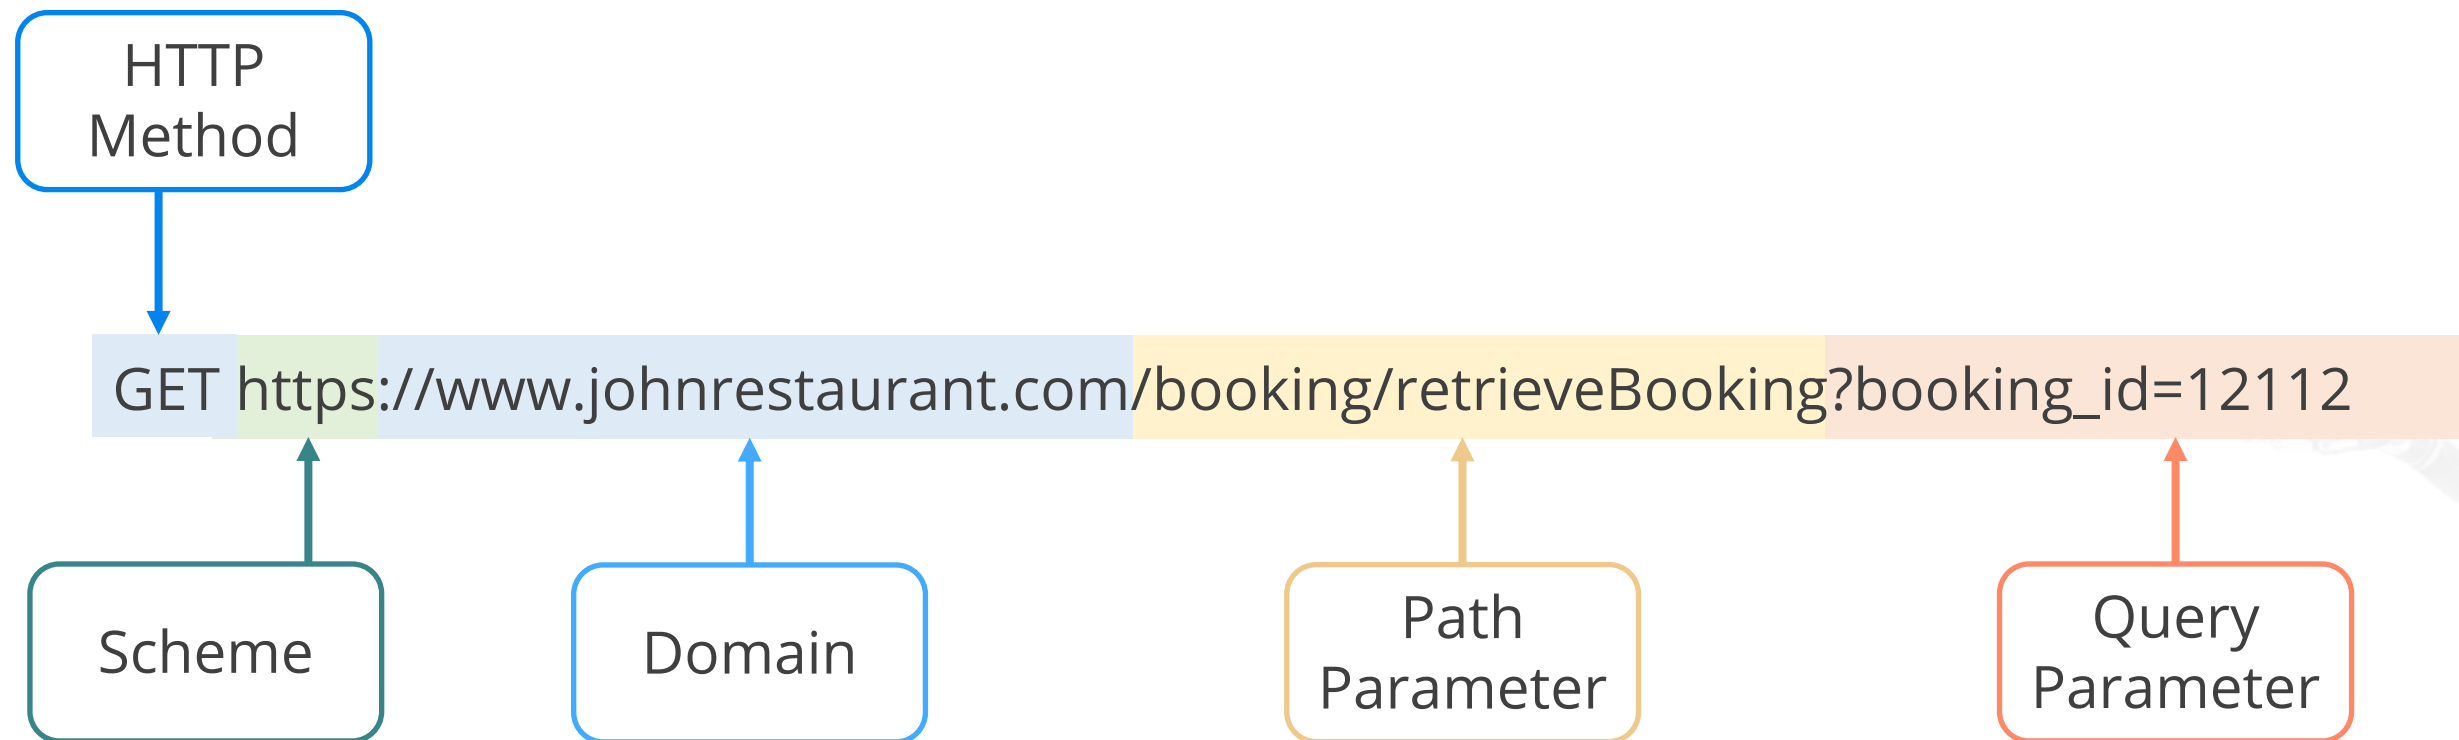 HTTP
Method
GET https://www.johnrestaurant.com/booking/retrieveBooking?booking_id=12112
Scheme
Domain
Path
Parameter
Query
Parameter